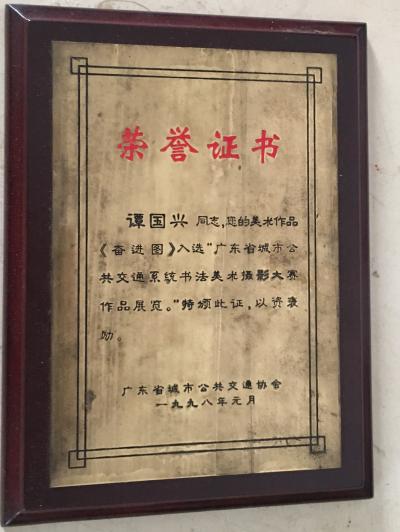 荣誉证书
谭国兴 同志，您的美术作品
《奋进图》入选“广东省城市公
共交通系统书法美术摄影大赛
作品展览。”特颁此证，以资褒
励。
广东省城市公共交通协会
一九九八年元月